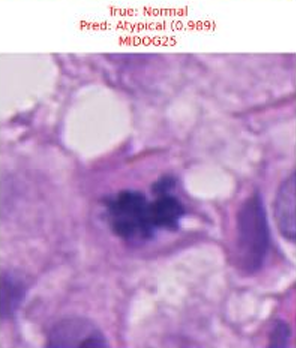 True: Normal
Pred: Atypical (0.989)
MIDOG25